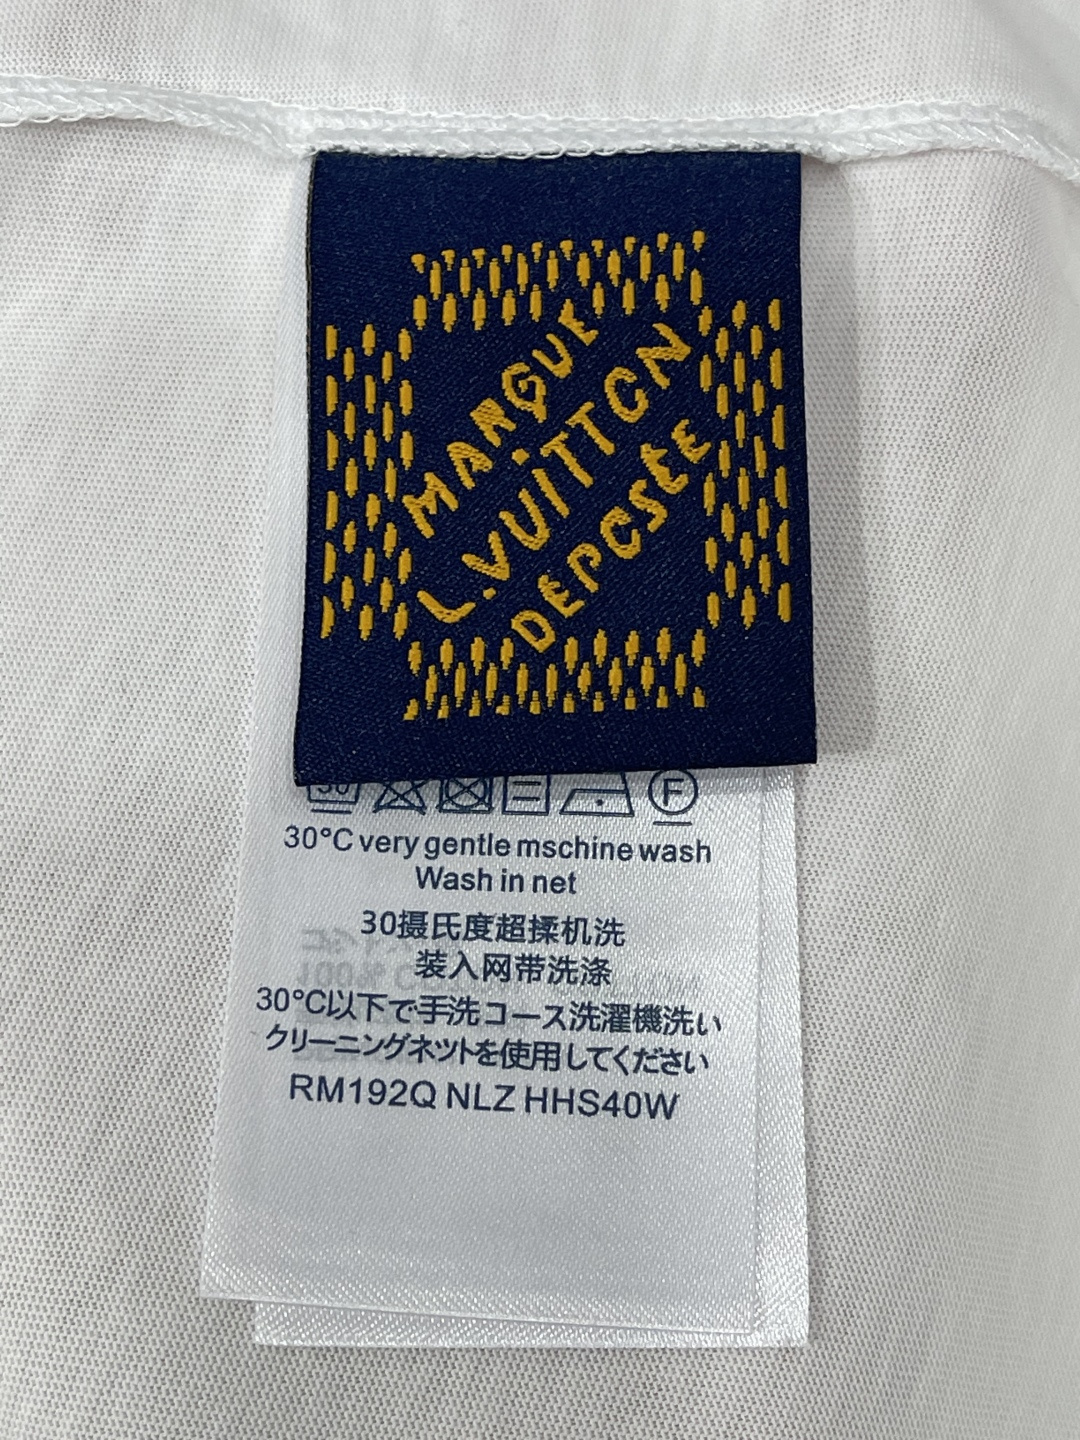 MARQUE
L.VUITTON
DEPOSÉE
30
F
30°C very gentle mschine wash
Wash in net
30摄氏度超揉机洗
装入网带洗涤
30°C以下で手洗コース洗濯機洗い
クリーニングネットを使用してください
RM192Q NLZ HHS40W